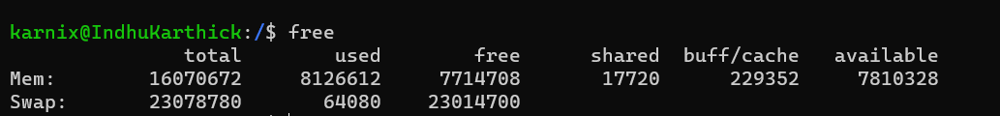 karnix@IndhuKarthick:/$ free
total used free shared buff/cache available
Mem: 16070672 8126612 7714708 17720 229352 7810328
Swap: 23078780 64080 23014700